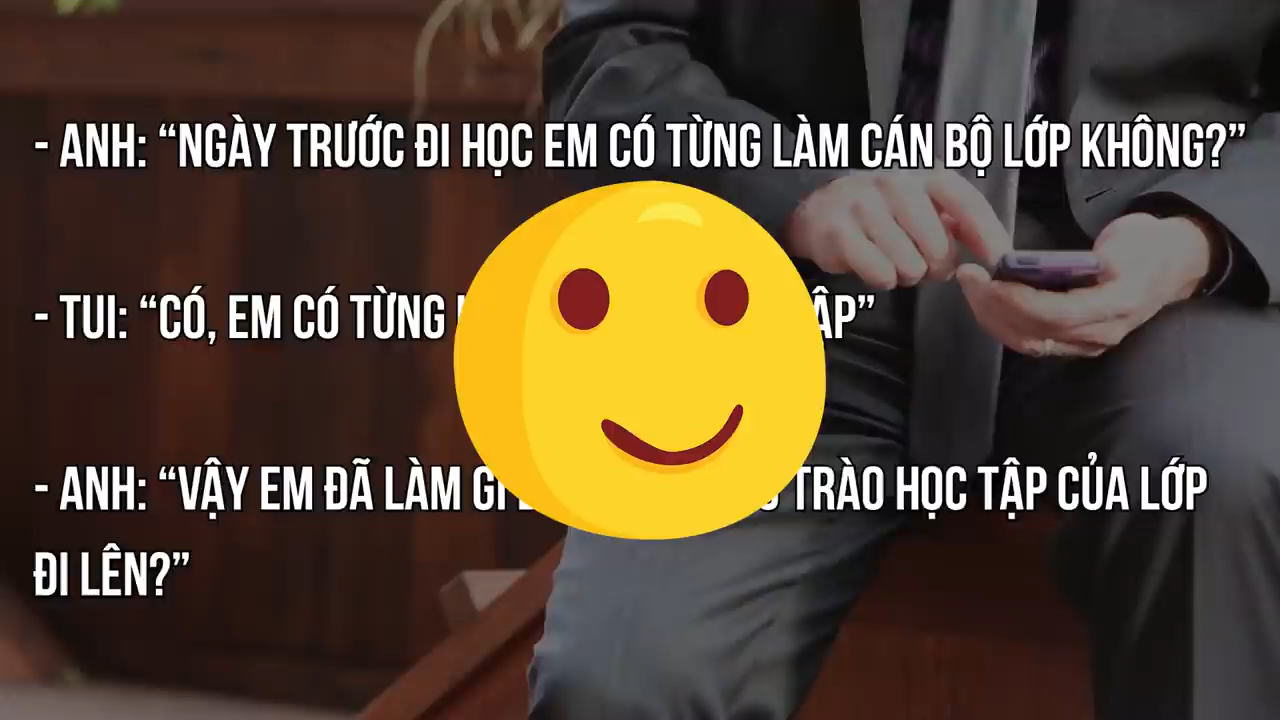 - ANH: “NGÀY TRƯỚC ĐI HỌC EM CÓ TỪNG LÀM CÁN BỘ LỚP KHÔNG?”
- TUI: “CÓ, EM CÓ TỪNG
- ANH: “VẬY EM ĐÃ LÀM GÌ TRÀO HỌC TẬP CỦA LỚP
ĐI LÊN?”